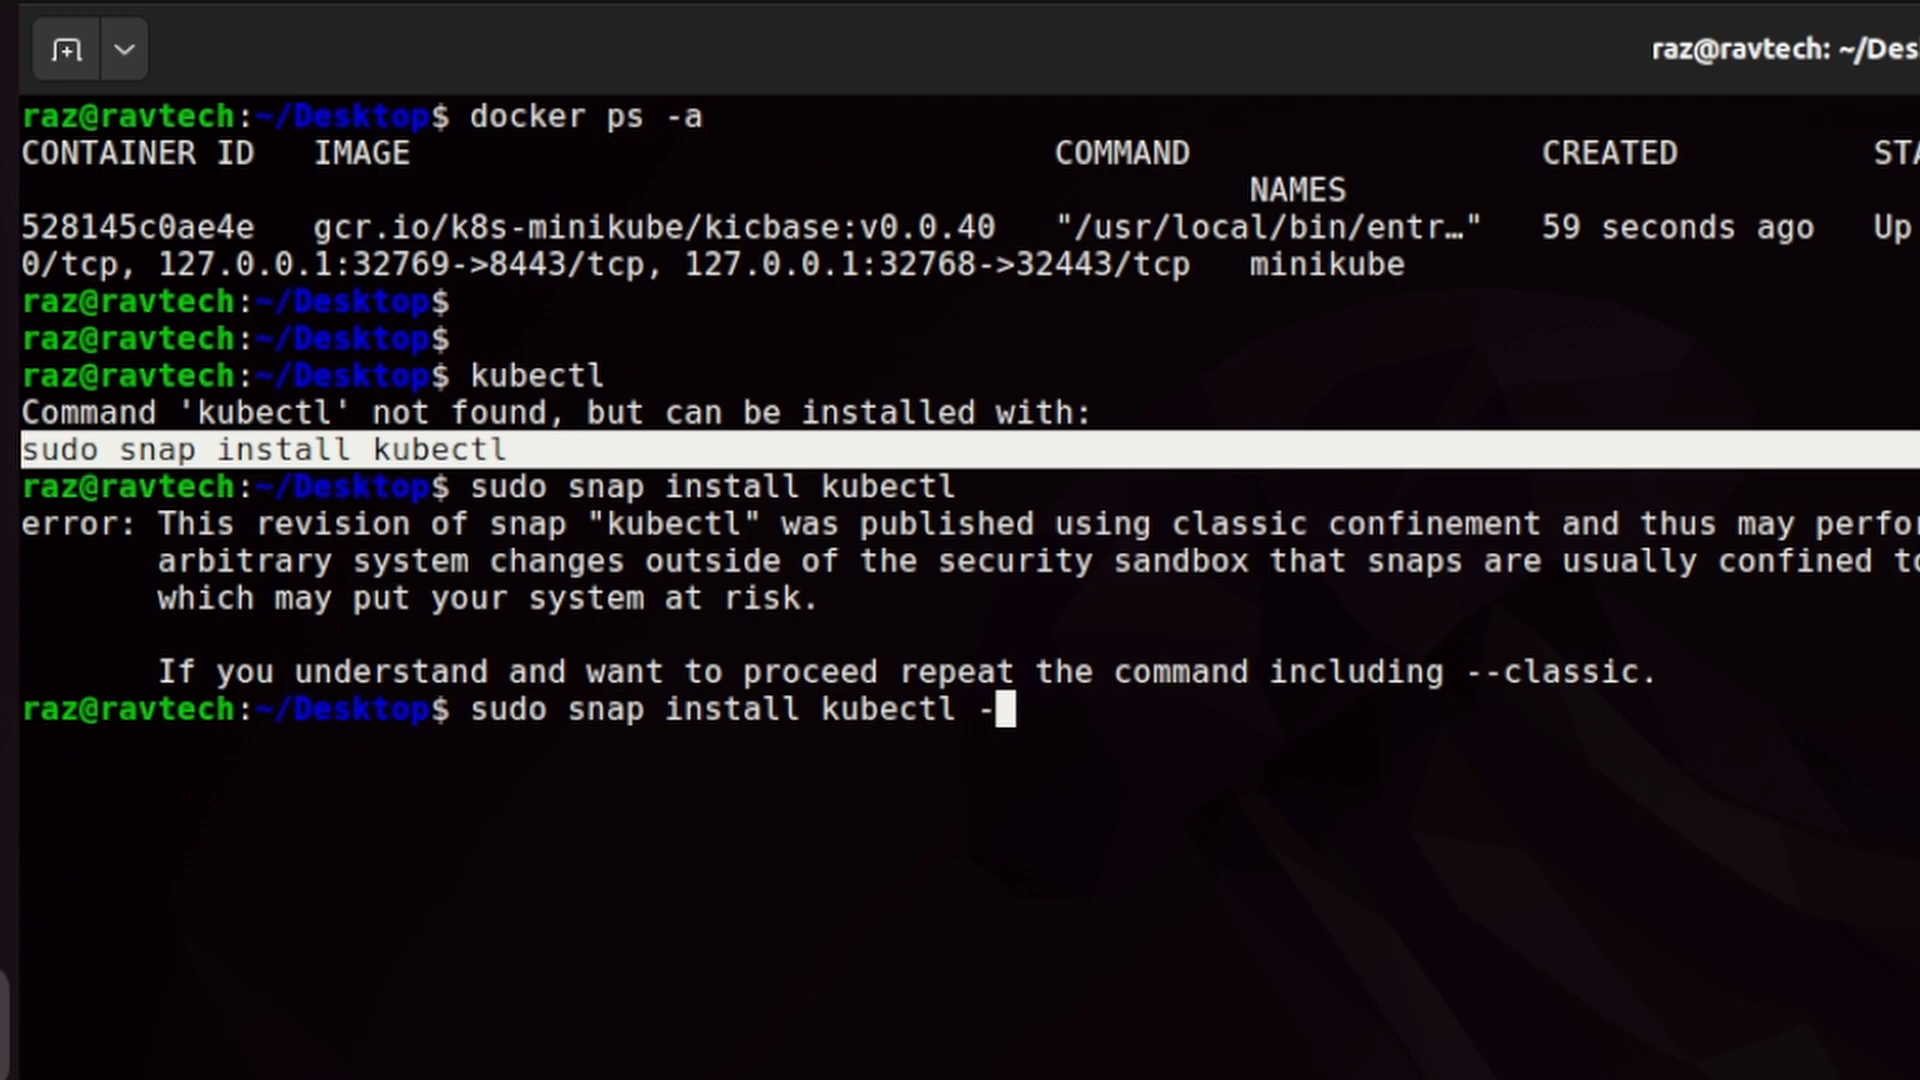 raz@ravtech: ~/Des
raz@ravtech:~/Desktop$ docker ps -a
CONTAINER ID   IMAGE                                 COMMAND                  CREATED          STA
NAMES
528145c0ae4e   gcr.io/k8s-minikube/kicbase:v0.0.40   "/usr/local/bin/entr…"   59 seconds ago   Up
0/tcp, 127.0.0.1:32769->8443/tcp, 127.0.0.1:32768->32443/tcp   minikube
raz@ravtech:~/Desktop$
raz@ravtech:~/Desktop$
raz@ravtech:~/Desktop$ kubectl
Command 'kubectl' not found, but can be installed with:
sudo snap install kubectl
raz@ravtech:~/Desktop$ sudo snap install kubectl
error: This revision of snap "kubectl" was published using classic confinement and thus may perfor
arbitrary system changes outside of the security sandbox that snaps are usually confined to
which may put your system at risk.
If you understand and want to proceed repeat the command including --classic.
raz@ravtech:~/Desktop$ sudo snap install kubectl -